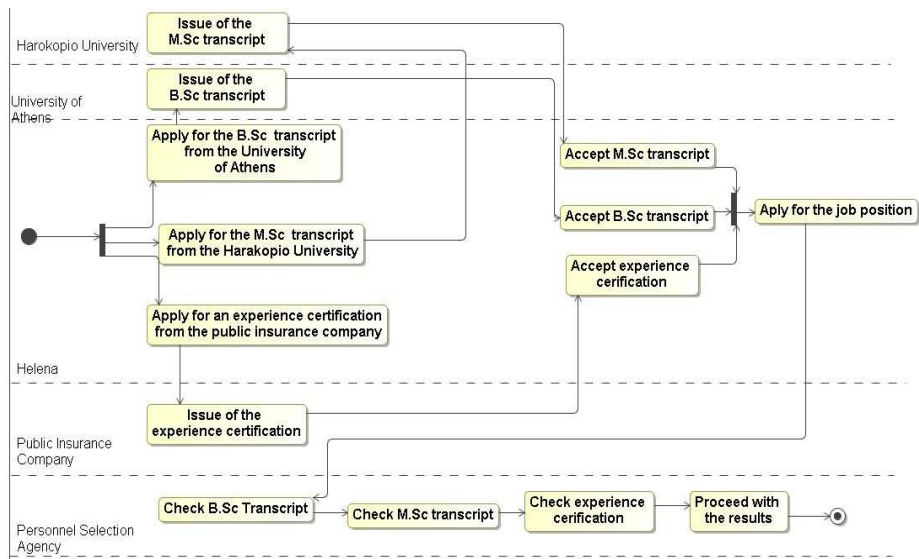 Issue of the
M.Sc transcript
Harokopio University
Issue of the
B.Sc transcript
University of
Athens
Apply for the B.Sc transcript
from the University
of Athens
Accept M.Sc transcript
Accept B.Sc transcript
Aply for the job position
Apply for the M.Sc transcript
from the Harakopio University
Accept experience
cerification
Apply for an experience certification
from the public insurance company
Helena
Issue of the
experience certification
Public Insurance
Company
Check B.Sc Transcript
Check M.Sc transcript
Check experience
cerification
Proceed with
the results
Personnel Selection
Agency